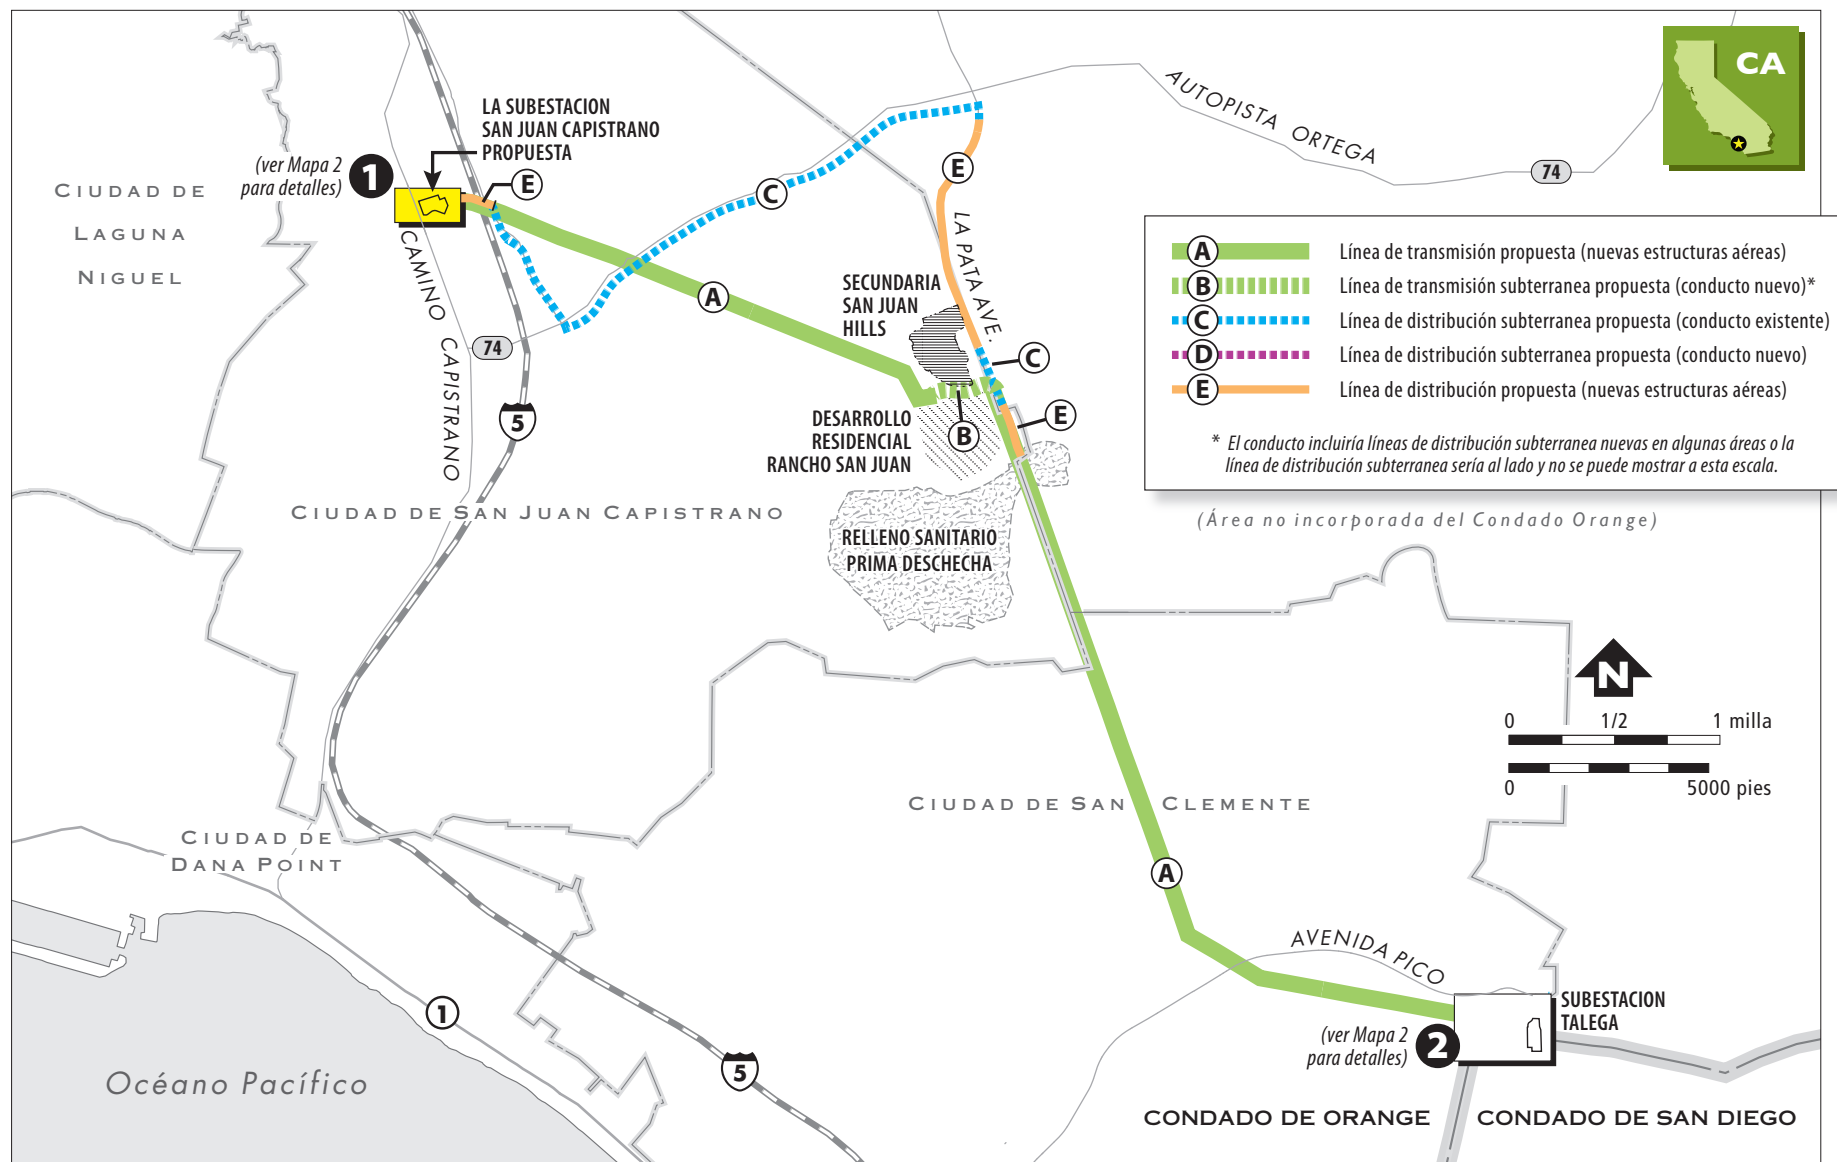 CA
AUTOPISTA ORTEGA
74
LA SUBESTACION
SAN JUAN CAPISTRANO
PROPUESTA
(ver Mapa 2
para detalles)
1
E
E
C
CIUDAD DE
LAGUNA
NIGUEL
CAMINO CAPISTRANO
LA PATA AVE.
A
SECUNDARIA
SAN JUAN
HILLS
74
C
5
E
B
DESARROLLO
RESIDENCIAL
RANCHO SAN JUAN
A Línea de transmisión propuesta (nuevas estructuras aéreas)
B Línea de transmisión subterranea propuesta (conducto nuevo)*
C Línea de distribución subterranea propuesta (conducto existente)
D Línea de distribución subterranea propuesta (conducto nuevo)
E Línea de distribución propuesta (nuevas estructuras aéreas)
* El conducto incluiría líneas de distribución subterranea nuevas en algunas áreas o la
línea de distribución subterranea sería al lado y no se puede mostrar a esta escala.
CIUDAD DE SAN JUAN CAPISTRANO
(Área no incorporada del Condado Orange)
RELLENO SANITARIO
PRIMA DESCHECHA
N
0 1/2 1 milla
0 5000 pies
CIUDAD DE SAN CLEMENTE
CIUDAD DE
DANA POINT
A
AVENIDA PICO
SUBESTACION
TALEGA
(ver Mapa 2
para detalles)
2
1
5
Océano Pacífico
CONDADO DE ORANGE
CONDADO DE SAN DIEGO